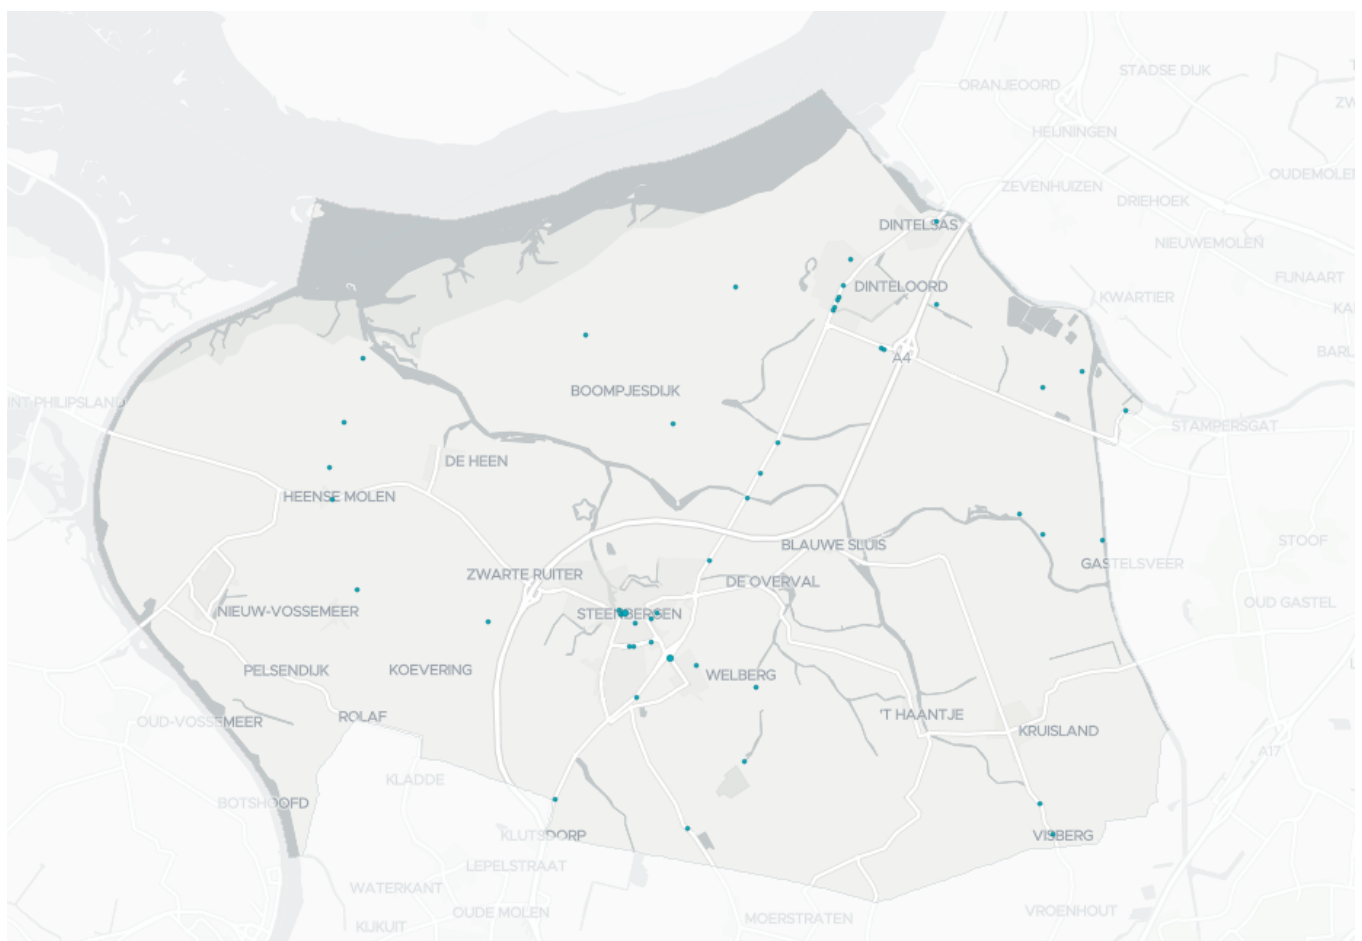 STADSE DIJK
ORANJEOORD
HEIJNINGEN
OUDEMOLEN
ZEVENHUIZEN
DRIEHOEK
DINTELSAS
NIEUWEMOLEN
FIJNAART
DINTELOORD
KWARTIER
A4
BOOMPJESDIJK
INT PHILIPSLAND
STAMPERSGAT
DE HEEN
HEENSE MOLEN
BLAUWE SLUIS
STOOF
GASTELSVEER
ZWARTE RUITER
DE OVERVAL
OUD GASTEL
NIEUW-VOSSEMEER
STEENBERGEN
PELSENDIJK
KOEVERING
WELBERG
ROLAF
'T HAANTJE
OUD-VOSSEMEER
KRUISLAND
A17
KLADDE
BOTSHOOFD
KLUTSDORP
VISBERG
LEPELSTRAAT
WATERKANT
OUDE MOLEN
VROENHOUT
MOERSTRATEN
KIJKUIT